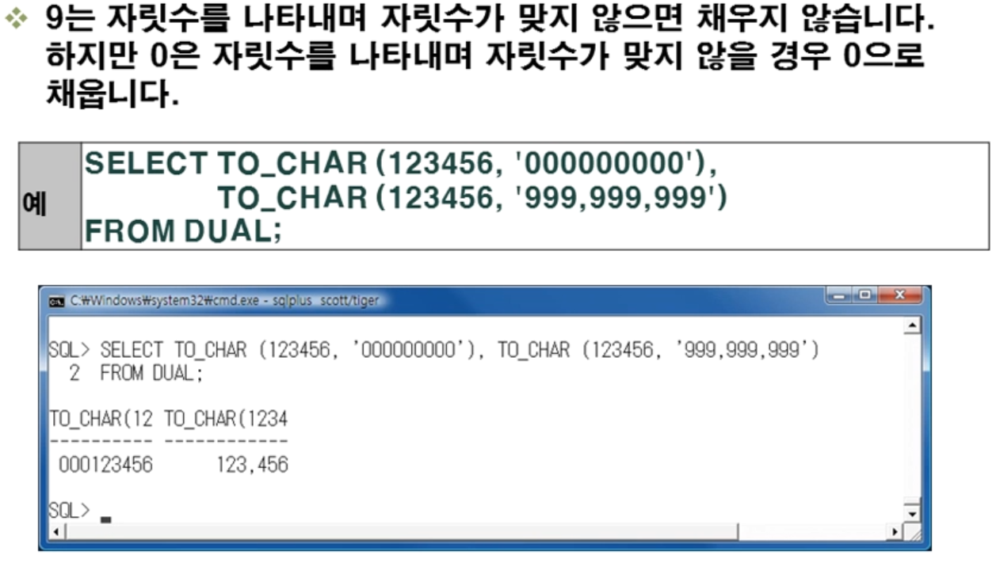 9는 자릿수를 나타내며 자릿수가 맞지 않으면 채우지 않습니다.
하지만 0은 자릿수를 나타내며 자릿수가 맞지 않을 경우 0으로
채웁니다.
예
SELECT TO_CHAR (123456, '000000000'),
TO_CHAR (123456, '999,999,999')
FROM DUAL;
C:₩Windows₩system32₩cmd.exe - sqlplus scott/tiger
SQL> SELECT TO_CHAR (123456, '000000000'), TO_CHAR (123456, '999,999,999')
2 FROM DUAL;
TO_CHAR(12 TO_CHAR(1234
---------- ------------
000123456 123,456
SQL> _